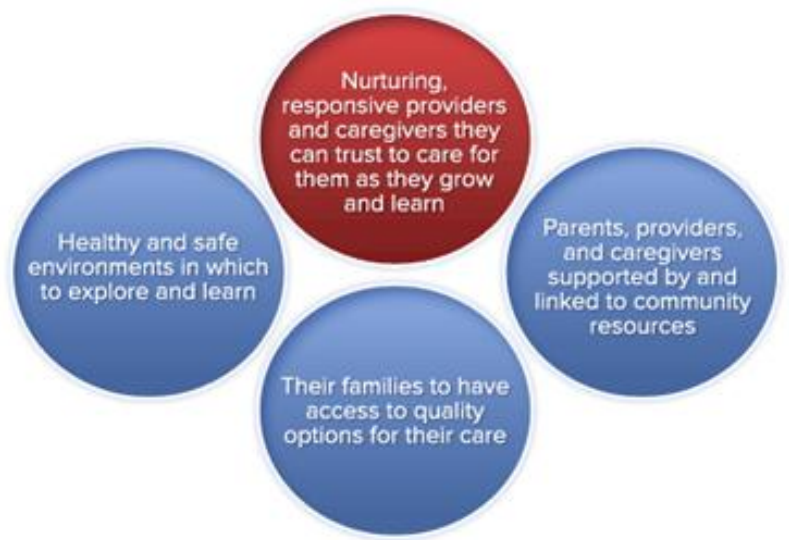 Nurturing,
responsive providers
and caregivers they
can trust to care for
them as they grow
and learn
Healthy and safe
environments in which
to explore and learn
Parents, providers,
and caregivers
supported by and
linked to community
resources
Their families to have
access to quality
options for their care